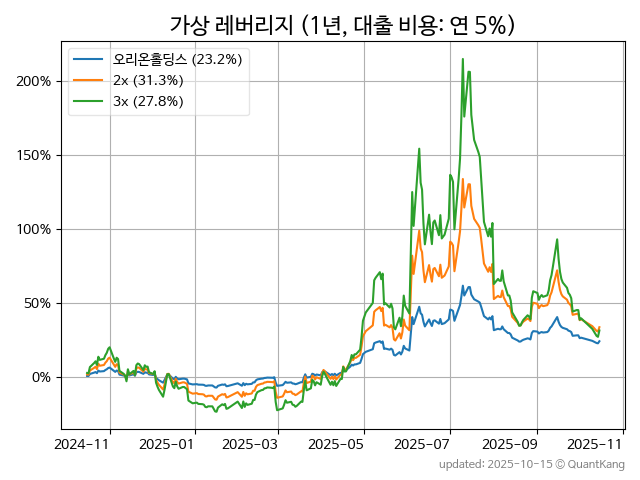 가상 레버리지 (1년, 대출 비용: 연 5%)
오리온홀딩스 (23.2%)
2x (31.3%)
3x (27.8%)
200%
150%
100%
50%
0%
2024-11 2025-01 2025-03 2025-05 2025-07 2025-09 2025-11
updated: 2025-10-15 © QuantKang